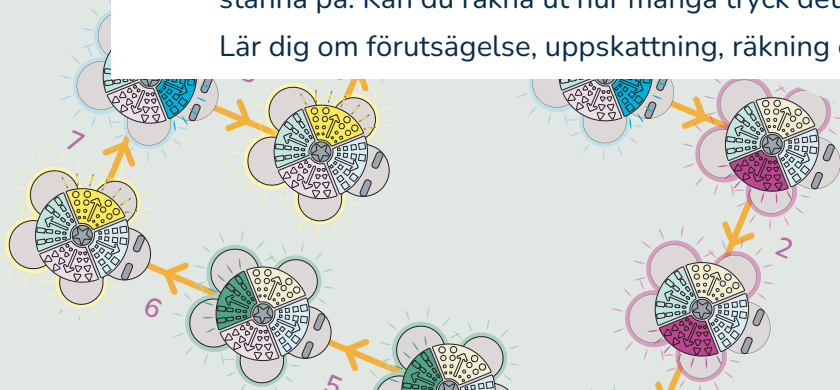 stanna på. Kan du räkna ut hur många tryck det
Lär dig om förutsägelse, uppskattning, räkning
7
2
6
5